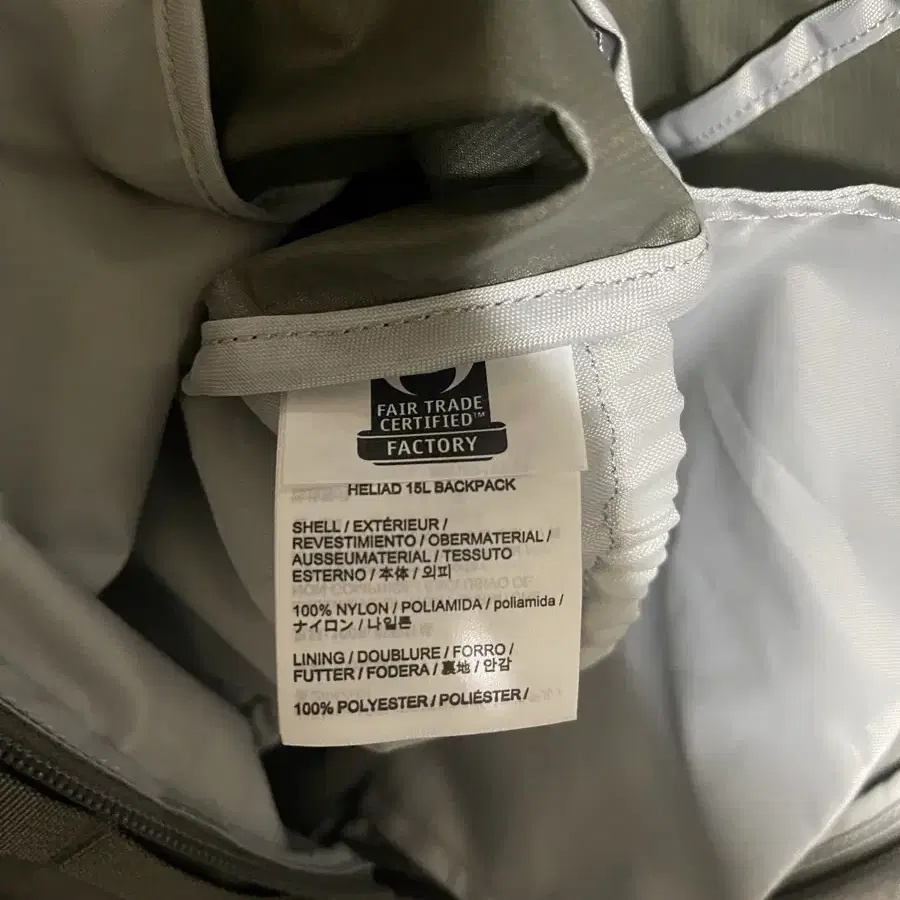 FAIR TRADE
CERTIFIED™
FACTORY
HELIAD 15L BACKPACK
SHELL / EXTÉRIEUR /
REVESTIMIENTO / OBERMATERIAL /
AUSSEUMATERIAL / TESSUTO
ESTERNO / 本体 / 외피
100% NYLON / POLIAMIDA / poliamida /
ナイロン / 나일론
LINING / DOUBLURE / FORRO /
FUTTER / FODERA / 裏地 / 안감
100% POLYESTER / POLIÉSTER /